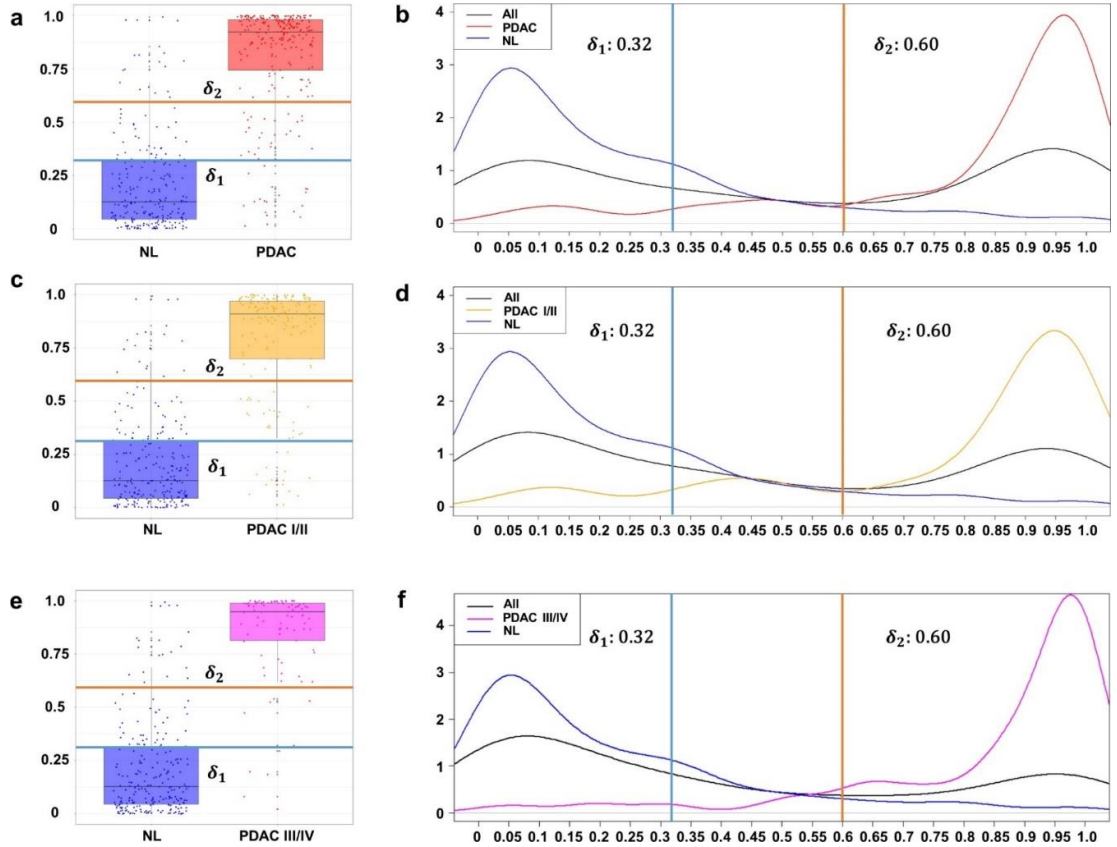 a
1.0
0.75
0.5
0.25
0
δ2
δ1
NL PDAC
b
4
3
2
1
0
All
PDAC
NL
δ1: 0.32
δ2: 0.60
0 0.05 0.1 0.15 0.2 0.25 0.3 0.35 0.4 0.45 0.5 0.55 0.6 0.65 0.7 0.75 0.8 0.85 0.9 0.95 1.0
c
1.0
0.75
0.5
0.25
0
δ2
δ1
NL PDAC I/II
d
4
3
2
1
0
All
PDAC I/II
NL
δ1: 0.32
δ2: 0.60
0 0.05 0.1 0.15 0.2 0.25 0.3 0.35 0.4 0.45 0.5 0.55 0.6 0.65 0.7 0.75 0.8 0.85 0.9 0.95 1.0
e
1.0
0.75
0.5
0.25
0
δ2
δ1
NL PDAC III/IV
f
4
3
2
1
0
All
PDAC III/IV
NL
δ1: 0.32
δ2: 0.60
0 0.05 0.1 0.15 0.2 0.25 0.3 0.35 0.4 0.45 0.5 0.55 0.6 0.65 0.7 0.75 0.8 0.85 0.9 0.95 1.0